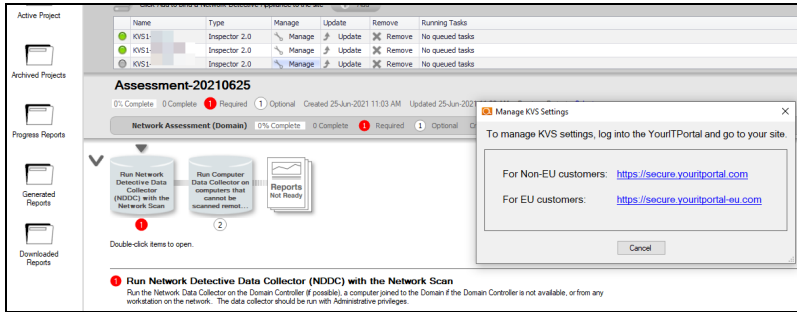 Active Project
Name Type Manage Update Remove Running Tasks
KVS1- Inspector 2.0 Manage Update Remove No queued tasks
KVS1- Inspector 2.0 Manage Update Remove No queued tasks
KVS1- Inspector 2.0 Manage Update Remove No queued tasks
Archived Projects
Progress Reports
Generated
Reports
Downloaded
Reports
Assessment-20210625
0% Complete 0 Complete 1 Required 1 Optional Created 25-Jun-2021 11:03 AM Updated 25-Jun-2021
Network Assessment (Domain) 0% Complete 0 Complete 1 Required 1 Optional
Run Network
Detective Data
Collector
(NDDC) with the
Network Scan
1
Run Computer
Data Collector on
computers that
cannot be
scanned remot...
2
Reports
Not Ready
Double-click items to open.
1 Run Network Detective Data Collector (NDDC) with the Network Scan
Run the Network Data Collector on the Domain Controller (if possible), a computer joined to the Domain if the Domain Controller is not available, or from any
workstation on the network. The data collector should be run with Administrative privileges.
Manage KVS Settings
To manage KVS settings, log into the YourITPortal and go to your site.
For Non-EU customers: https://secure.youritportal.com
For EU customers: https://secure.youritportal-eu.com
Cancel